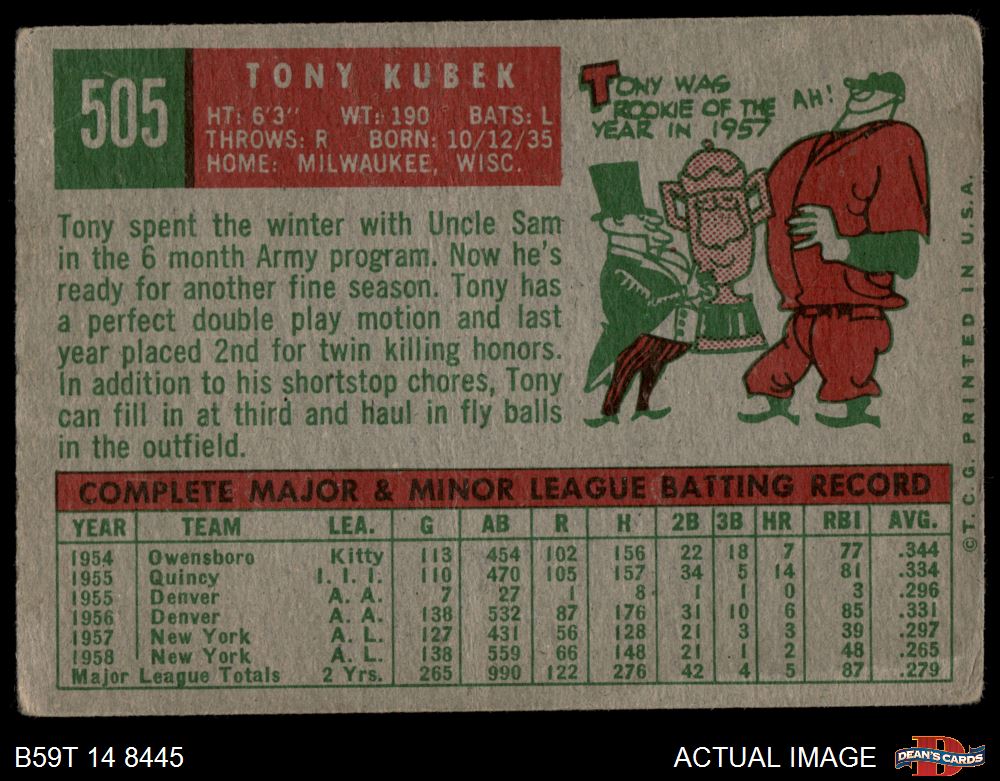 505
TONY KUBEK
HT: 6'3" WT: 190 BATS: L
THROWS: R BORN: 10/12/35
HOME: MILWAUKEE, WISC.
TONY WAS
ROOKIE OF THE
YEAR IN 1957
AH!
Tony spent the winter with Uncle Sam
in the 6 month Army program. Now he's
ready for another fine season. Tony has
a perfect double play motion and last
year placed 2nd for twin killing honors.
In addition to his shortstop chores, Tony
can fill in at third and haul in fly balls
in the outfield.
COMPLETE MAJOR & MINOR LEAGUE BATTING RECORD
YEAR TEAM LEA. G AB R H 2B 3B HR RBI AVG.
1954 Owensboro Kitty 113 454 102 156 22 18 7 77 .344
1955 Quincy I. I. I. 110 470 105 157 34 5 14 81 .334
1955 Denver A. A. 7 27 1 8 1 1 0 3 .296
1956 Denver A. A. 138 532 87 176 31 10 6 85 .331
1957 New York A. L. 127 431 56 128 21 3 3 39 .297
1958 New York A. L. 138 559 66 148 21 1 2 48 .265
Major League Totals 2 Yrs. 265 990 122 276 42 4 5 87 .279
©T.C.G. PRINTED IN U.S.A.
B59T 14 8445
ACTUAL IMAGE
D
DEAN'S CARDS